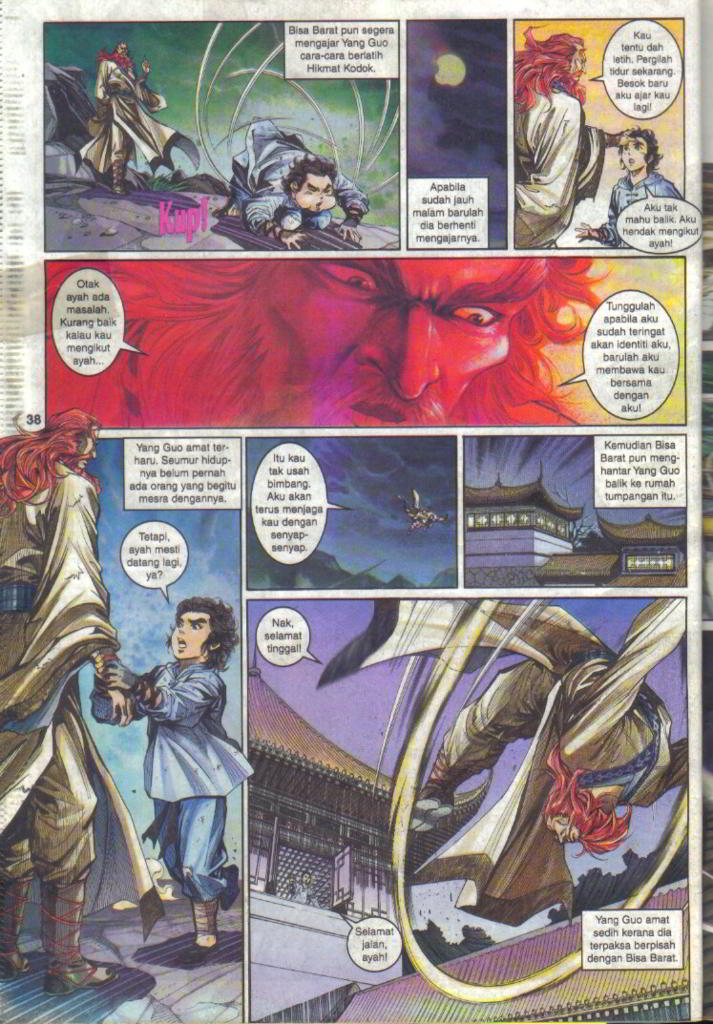 Bisa Barat pun segera
mengajar Yang Guo
cara-cara berlatih
Hikmat Kodok.
Kup!
Apabila
sudah jauh
malam barulah
dia berhenti
mengajarnya.
Kau
tentu dah
letih. Pergilah
tidur sekarang.
Besok baru
aku ajar kau
lagi!
Aku tak
mahu balik. Aku
hendak mengikut
ayah!
Otak
ayah ada
masalah.
Kurang baik
kalau kau
mengikut
ayah...
Tunggulah
apabila aku
sudah teringat
akan identiti aku,
barulah aku
membawa kau
bersama
dengan
aku!
38
Yang Guo amat ter-
haru. Seumur hidup-
nya belum pernah
ada orang yang begitu
mesra dengannya.
Tetapi,
ayah mesti
datang lagi,
ya?
Itu kau
tak usah
bimbang.
Aku akan
terus menjaga
kau dengan
senyap-
senyap.
Kemudian Bisa
Barat pun meng-
hantar Yang Guo
balik ke rumah
tumpangan itu.
Nak,
selamat
tinggal!
Selamat
jalan,
ayah!
Yang Guo amat
sedih kerana dia
terpaksa berpisah
dengan Bisa Barat.